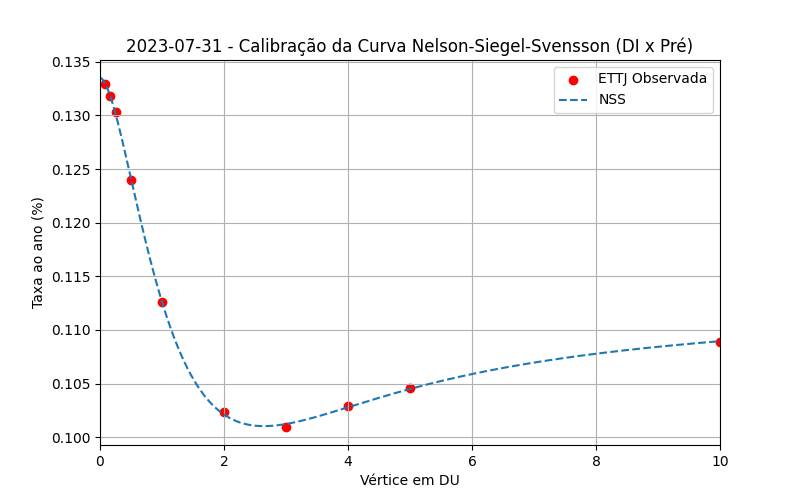 2023-07-31 - Calibração da Curva Nelson-Siegel-Svensson (DI x Pré)
ETTJ Observada
NSS
Taxa ao ano (%)
0.135
0.130
0.125
0.120
0.115
0.110
0.105
0.100
0 2 4 6 8 10
Vértice em DU